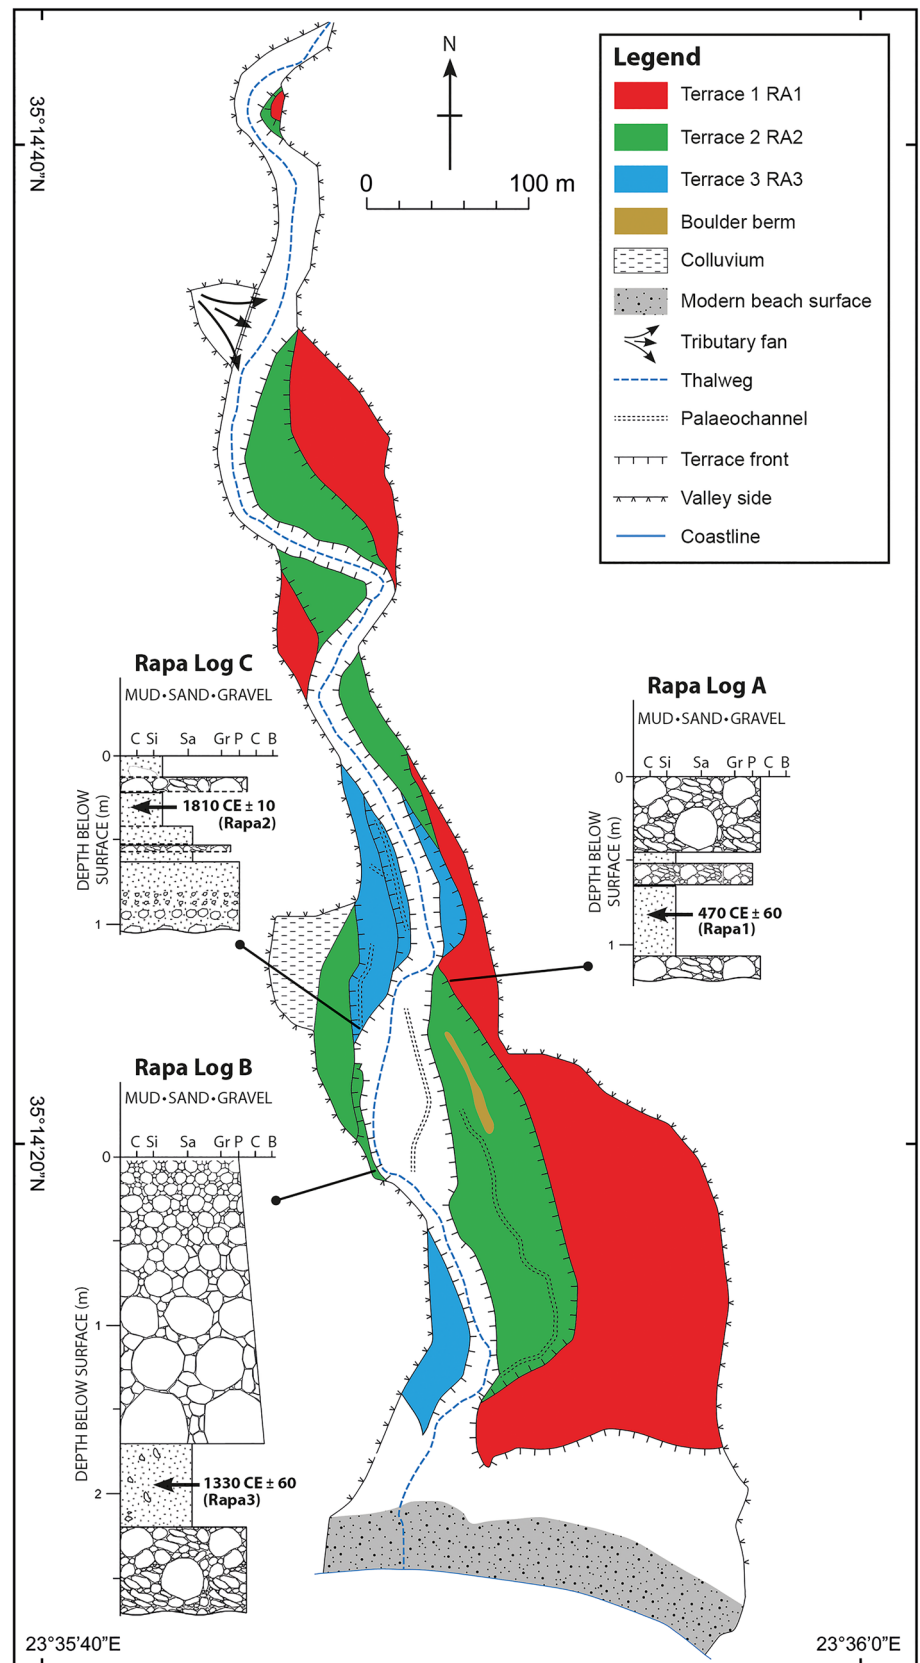 35°14'40"N
N
0 100 m
Legend
Terrace 1 RA1
Terrace 2 RA2
Terrace 3 RA3
Boulder berm
Colluvium
Modern beach surface
Tributary fan
Thalweg
Palaeochannel
Terrace front
Valley side
Coastline
Rapa Log C
MUD•SAND•GRAVEL
C Si Sa Gr P C B
0
1810 CE ± 10
(Rapa2)
DEPTH BELOW
SURFACE (m)
1
Rapa Log A
MUD•SAND•GRAVEL
C Si Sa Gr P C B
0
DEPTH BELOW
SURFACE (m)
470 CE ± 60
(Rapa1)
1
Rapa Log B
MUD•SAND•GRAVEL
C Si Sa Gr P C B
0
1
DEPTH BELOW SURFACE (m)
1330 CE ± 60
(Rapa3)
2
35°14'20"N
23°35'40"E
23°36'0"E